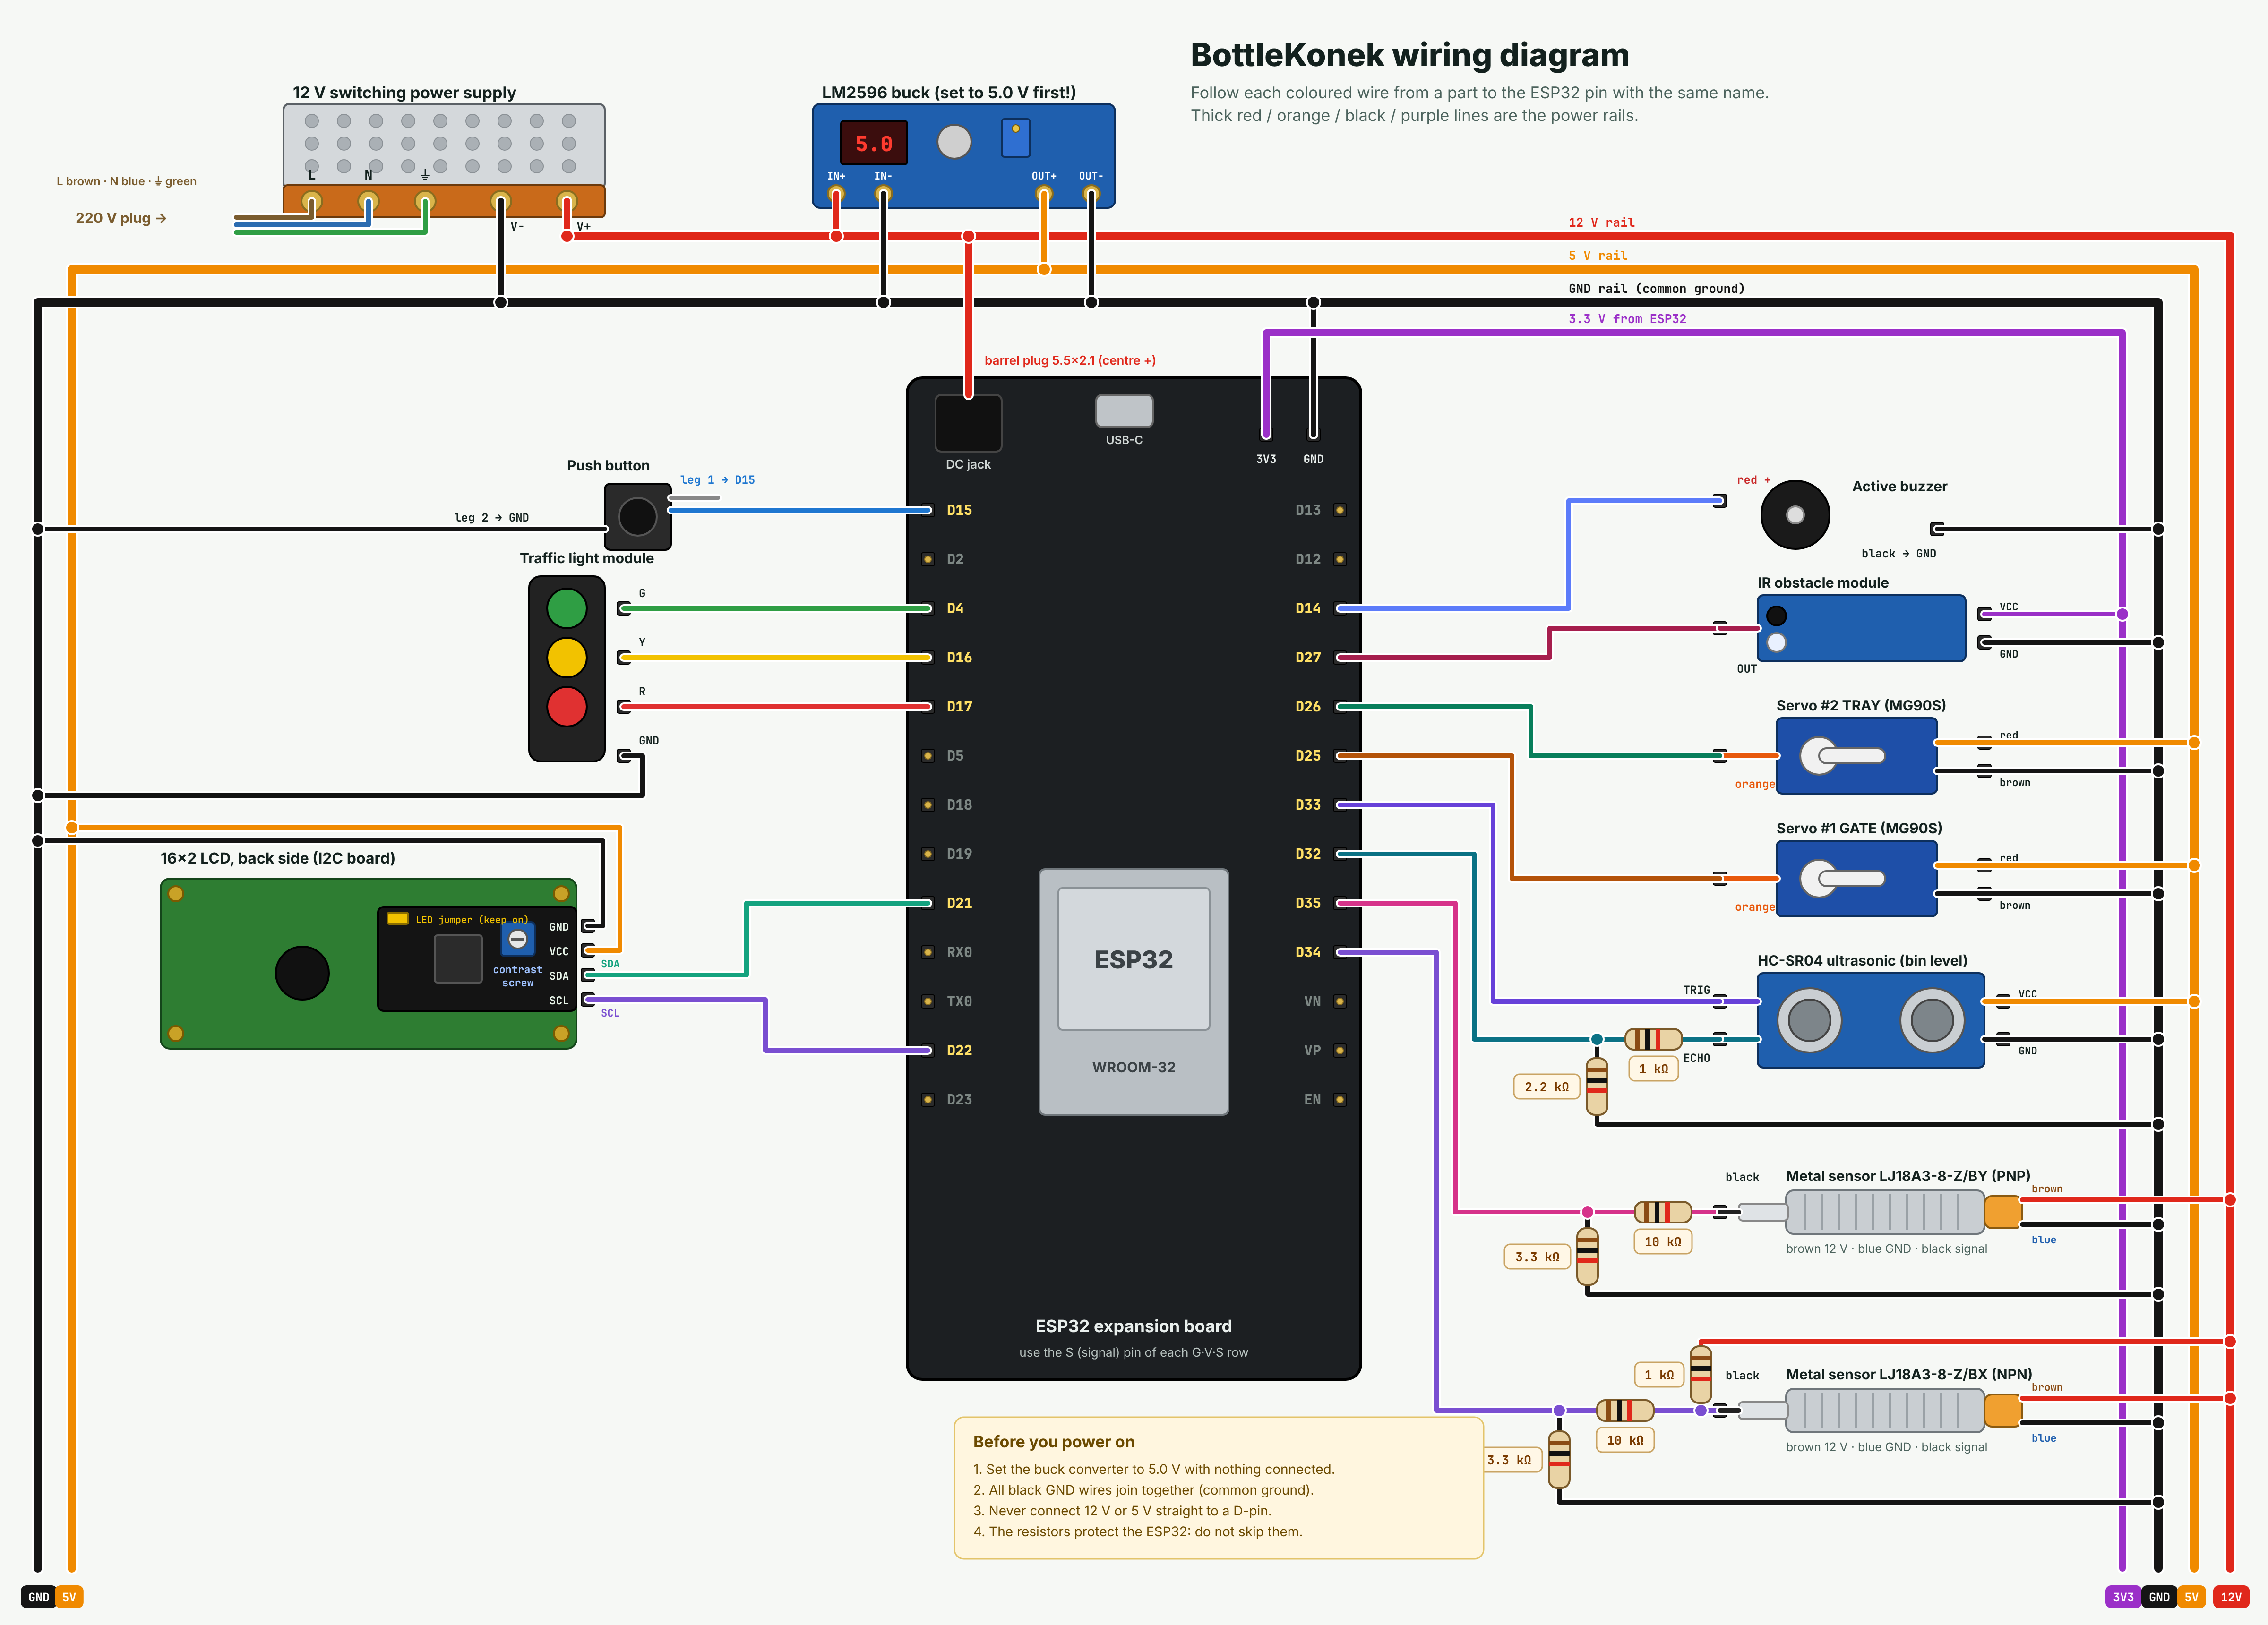 BottleKonek wiring diagram
Follow each coloured wire from a part to the ESP32 pin with the same name.
Thick red / orange / black / purple lines are the power rails.
12 V switching power supply
L
N
L brown · N blue · ⏚ green
220 V plug →
V-
V+
LM2596 buck (set to 5.0 V first!)
5.0
IN+
IN-
OUT+
OUT-
12 V rail
5 V rail
GND rail (common ground)
3.3 V from ESP32
barrel plug 5.5×2.1 (centre +)
DC jack
USB-C
3V3
GND
Push button
leg 1 → D15
leg 2 → GND
Traffic light module
G
Y
R
GND
16×2 LCD, back side (I2C board)
LED jumper (keep on)
contrast
screw
GND
VCC
SDA
SCL
SDA
SCL
D15
D2
D4
D16
D17
D5
D18
D19
D21
RX0
TX0
D22
D23
D13
D12
D14
D27
D26
D25
D33
D32
D35
D34
VN
VP
EN
ESP32
WROOM-32
ESP32 expansion board
use the S (signal) pin of each G·V·S row
red +
Active buzzer
black → GND
IR obstacle module
VCC
GND
OUT
Servo #2 TRAY (MG90S)
red
brown
orange
Servo #1 GATE (MG90S)
red
brown
orange
HC-SR04 ultrasonic (bin level)
TRIG
ECHO
VCC
GND
1 kΩ
2.2 kΩ
black
Metal sensor LJ18A3-8-Z/BY (PNP)
brown
blue
brown 12 V · blue GND · black signal
10 kΩ
3.3 kΩ
1 kΩ
black
Metal sensor LJ18A3-8-Z/BX (NPN)
brown
blue
brown 12 V · blue GND · black signal
10 kΩ
3.3 kΩ
Before you power on
1. Set the buck converter to 5.0 V with nothing connected.
2. All black GND wires join together (common ground).
3. Never connect 12 V or 5 V straight to a D-pin.
4. The resistors protect the ESP32: do not skip them.
GND
5V
3V3
GND
5V
12V